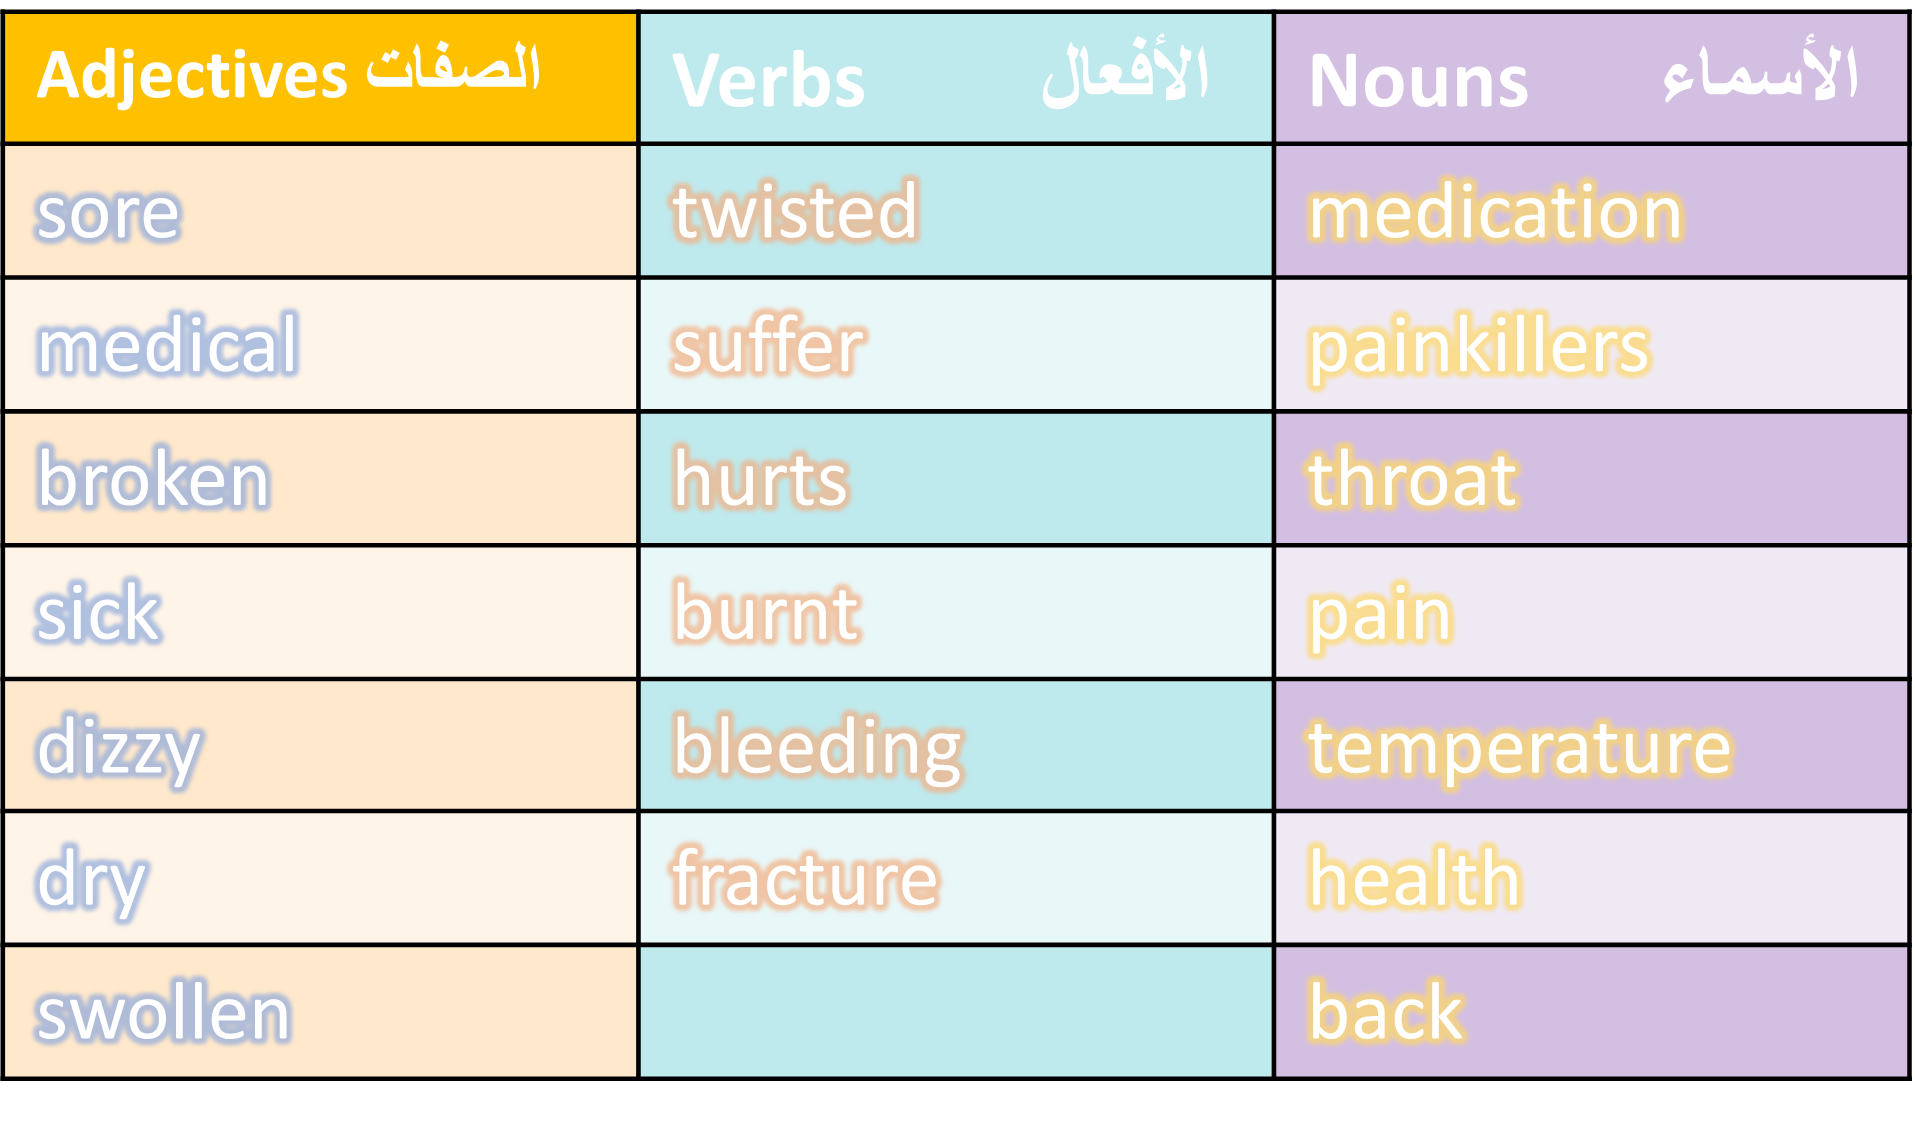 Adjectives الصفات Verbs الأفعال Nouns الأسماء
sore twisted medication
medical suffer painkillers
broken hurts throat
sick burnt pain
dizzy bleeding temperature
dry fracture health
swollen back